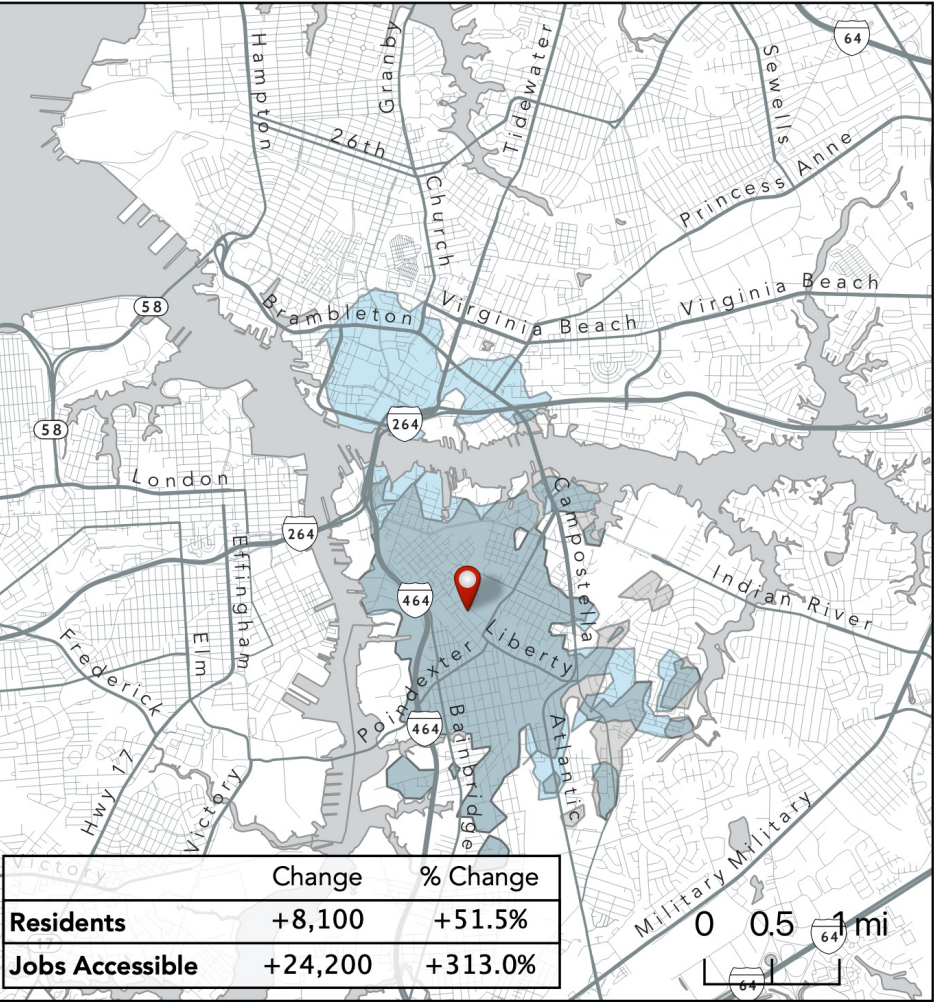 64
Hampton
Granby
Tidewater
Sewells
26th
Princess Anne
Church
58
Brambleton
Virginia Beach
Virginia Beach
264
58
London
Campostella
264
Effingham
Indian River
464
Elm
Liberty
Frederick
Poindexter
464
Bainbridge
Atlantic
Hwy 17
Victory
Military Military
Victory
Change % Change
Residents +8,100 +51.5%
17
Jobs Accessible +24,200 +313.0%
0 0.5 1 mi
64
64